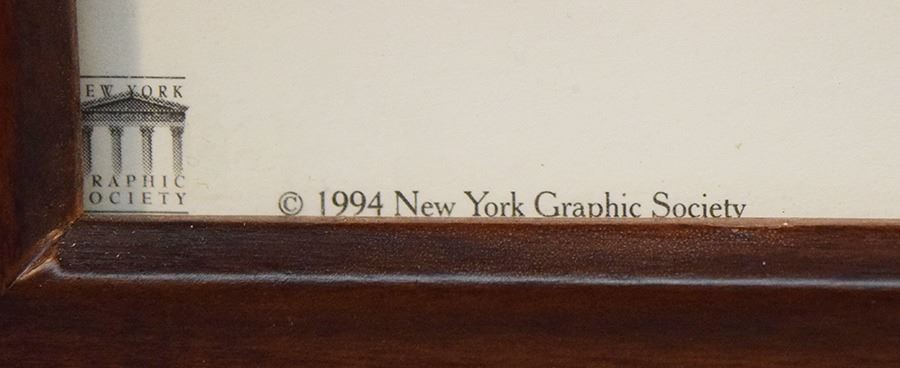 EW YORK
RAPHIC
OCIETY
© 1994 New York Graphic Society